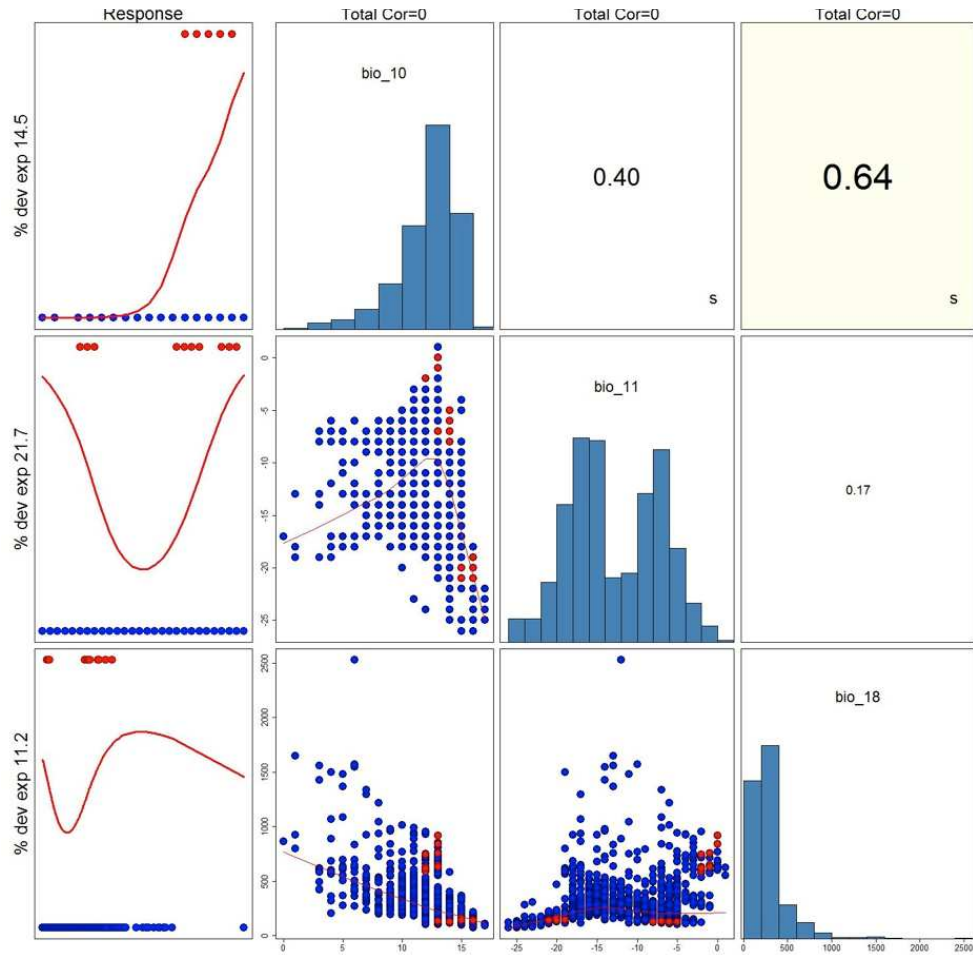 Response
Total Cor=0
Total Cor=0
Total Cor=0
% dev exp 14.5
bio_10
0.40
s
0.64
s
% dev exp 21.7
0
-5
-10
-15
-20
-25
bio_11
0.17
% dev exp 11.2
2500
2000
1500
1000
500
0
bio_18
0 5 10 15
-25 -20 -15 -10 -5 0
0 500 1000 1500 2500